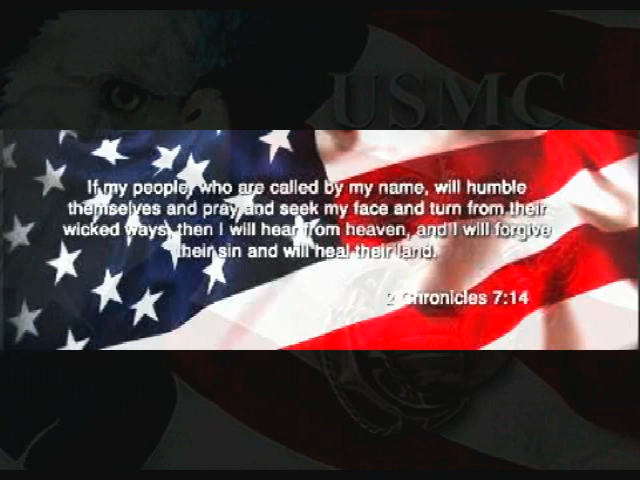 USMC
If my people, who are called by my name, will humble
themselves and pray and seek my face and turn from their
wicked ways, then I will hear from heaven, and I will forgive
their sin and will heal their land.
2 Chronicles 7:14